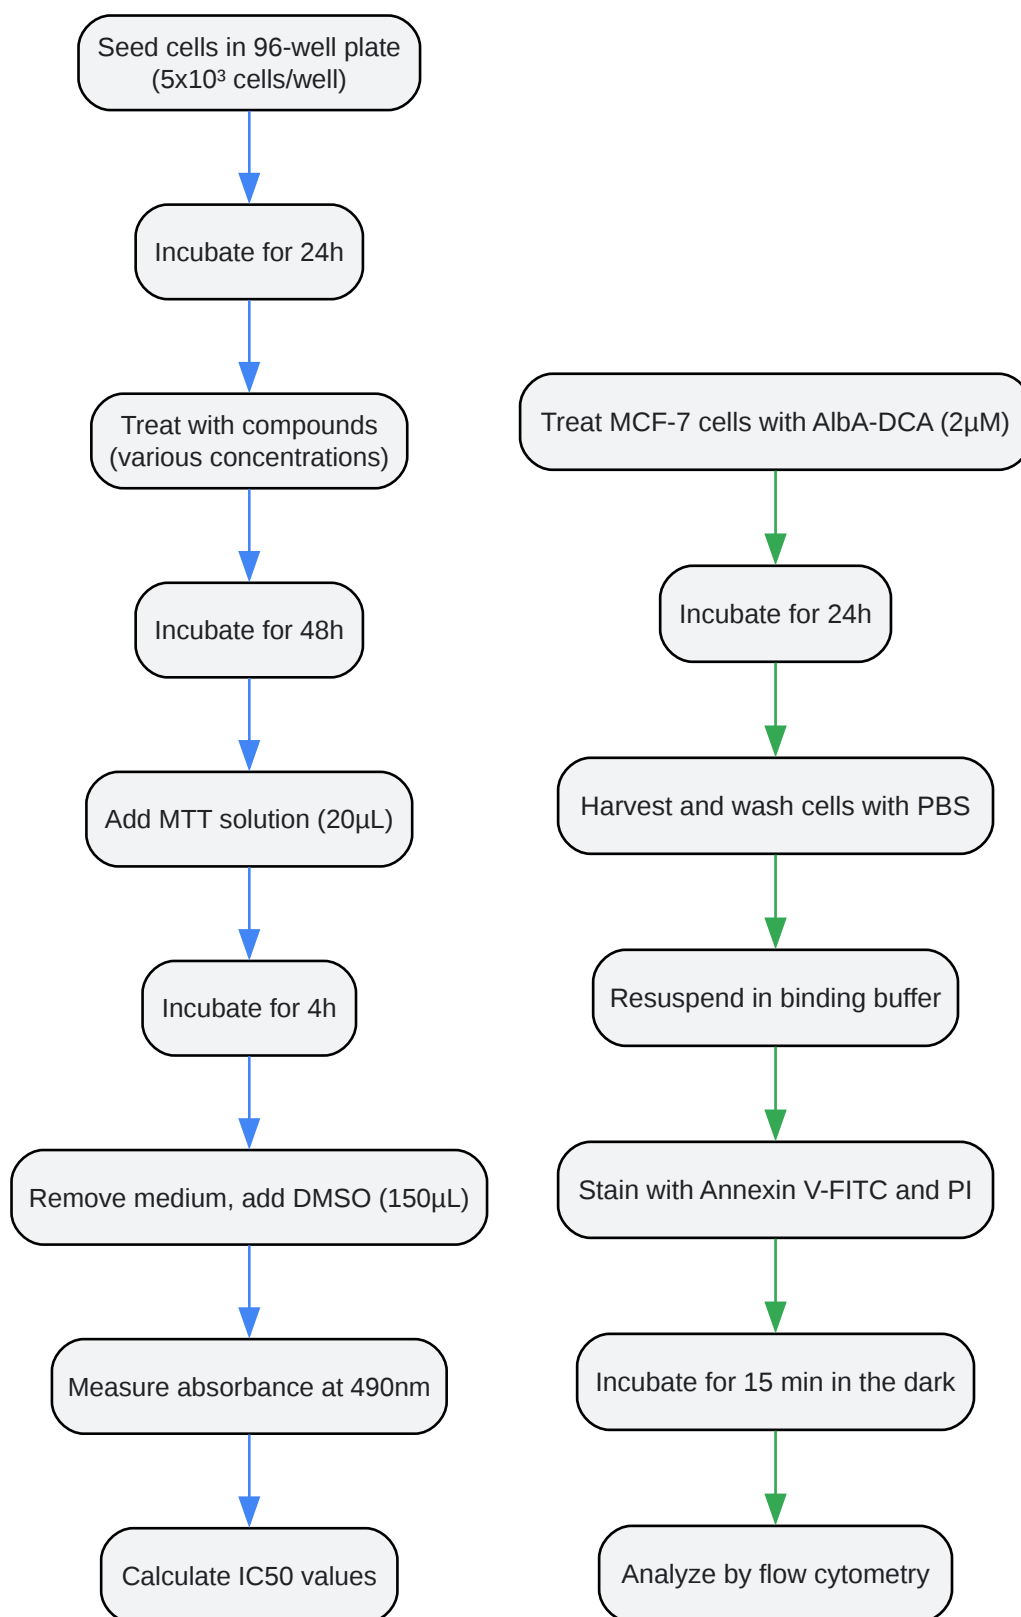 Seed cells in 96-well plate
(5x10³ cells/well)
Incubate for 24h
Treat with compounds
(various concentrations)
Incubate for 48h
Add MTT solution (20µL)
Incubate for 4h
Remove medium, add DMSO (150µL)
Measure absorbance at 490nm
Calculate IC50 values
Treat MCF-7 cells with AlbA-DCA (2µM)
Incubate for 24h
Harvest and wash cells with PBS
Resuspend in binding buffer
Stain with Annexin V-FITC and PI
Incubate for 15 min in the dark
Analyze by flow cytometry